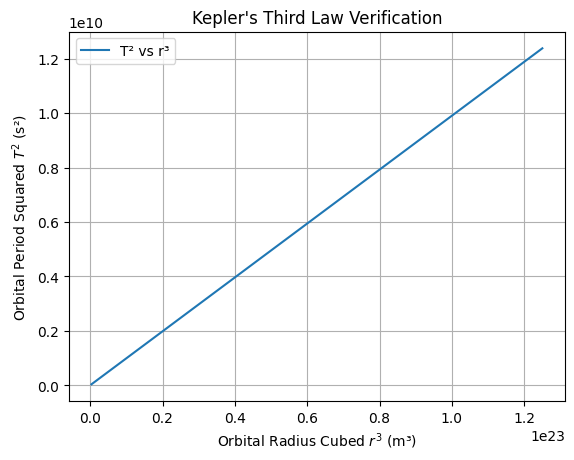 Kepler's Third Law Verification
1e10
T² vs r³
1.2
1.0
0.8
0.6
0.4
0.2
0.0
Orbital Period Squared T² (s²)
0.0 0.2 0.4 0.6 0.8 1.0 1.2
1e23
Orbital Radius Cubed r³ (m³)